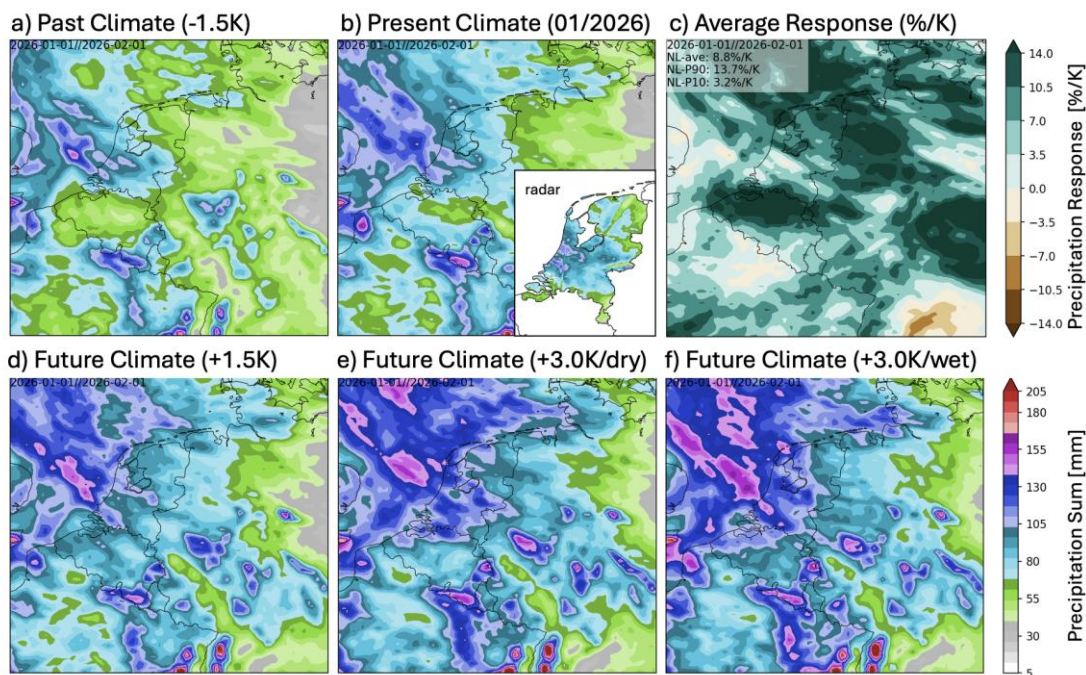 a) Past Climate (-1.5K)
b) Present Climate (01/2026)
c) Average Response (%/K)
2026-01-01//2026-02-01
2026-01-01//2026-02-01
2026-01-01//2026-02-01
NL-ave: 8.8%/K
NL-P90: 13.7%/K
NL-P10: 3.2%/K
radar
14.0
10.5
7.0
3.5
0.0
-3.5
-7.0
-10.5
-14.0
Precipitation Response [%/K]
d) Future Climate (+1.5K)
e) Future Climate (+3.0K/dry)
f) Future Climate (+3.0K/wet)
2026-01-01//2026-02-01
2026-01-01//2026-02-01
2026-01-01//2026-02-01
205
180
155
130
105
80
55
30
5
Precipitation Sum [mm]